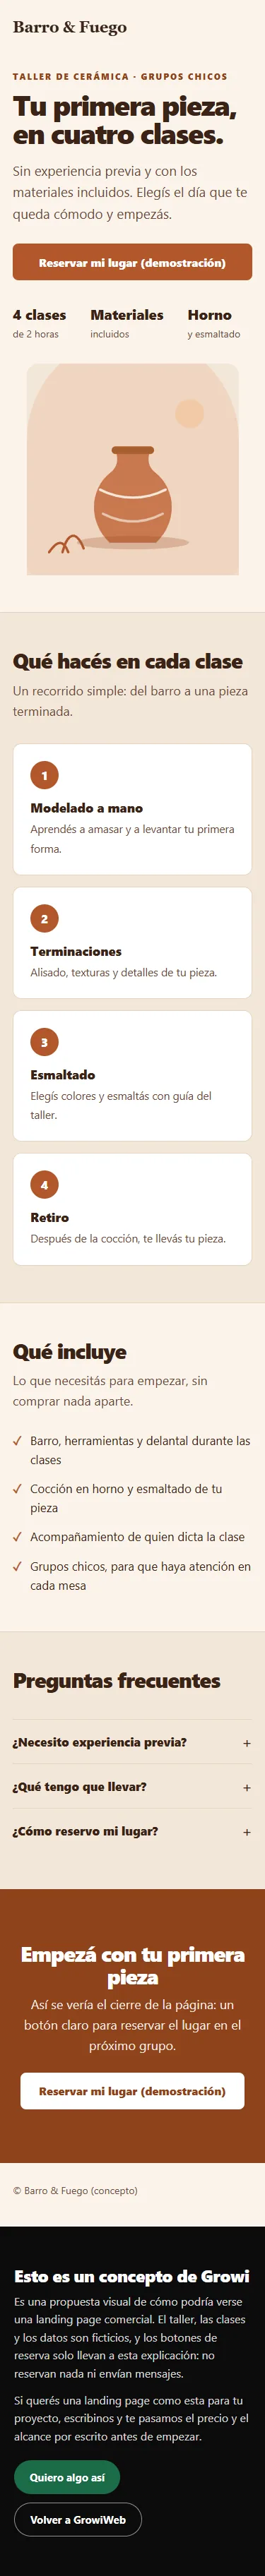 Barro & Fuego
TALLER DE CERÁMICA · GRUPOS CHICOS
Tu primera pieza,
en cuatro clases.
Sin experiencia previa y con los
materiales incluidos. Elegís el día que te
queda cómodo y empezás.
Reservar mi lugar (demostración)
4 clases
de 2 horas
Materiales
incluidos
Horno
y esmaltado
Qué hacés en cada clase
Un recorrido simple: del barro a una pieza
terminada.
1
Modelado a mano
Aprendés a amasar y a levantar tu primera
forma.
2
Terminaciones
Alisado, texturas y detalles de tu pieza.
3
Esmaltado
Elegís colores y esmaltás con guía del
taller.
4
Retiro
Después de la cocción, te llevás tu pieza.
Qué incluye
Lo que necesitás para empezar, sin
comprar nada aparte.
✓ Barro, herramientas y delantal durante las
clases
✓ Cocción en horno y esmaltado de tu
pieza
✓ Acompañamiento de quien dicta la clase
✓ Grupos chicos, para que haya atención en
cada mesa
Preguntas frecuentes
¿Necesito experiencia previa? +
¿Qué tengo que llevar? +
¿Cómo reservo mi lugar? +
Empezá con tu primera
pieza
Así se vería el cierre de la página: un
botón claro para reservar el lugar en el
próximo grupo.
Reservar mi lugar (demostración)
© Barro & Fuego (concepto)
Esto es un concepto de Growi
Es una propuesta visual de cómo podría verse
una landing page comercial. El taller, las clases
y los datos son ficticios, y los botones de
reserva solo llevan a esta explicación: no
reservan nada ni envían mensajes.
Si querés una landing page como esta para tu
proyecto, escribinos y te pasamos el precio y el
alcance por escrito antes de empezar.
Quiero algo así
Volver a GrowiWeb